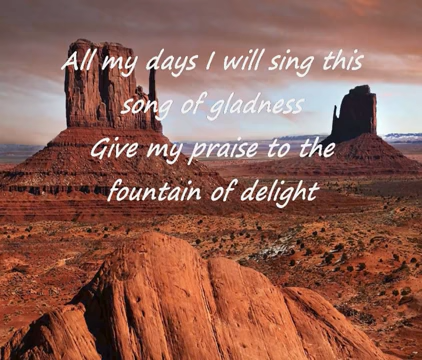 All my days I will sing this
song of gladness
Give my praise to the
fountain of delight